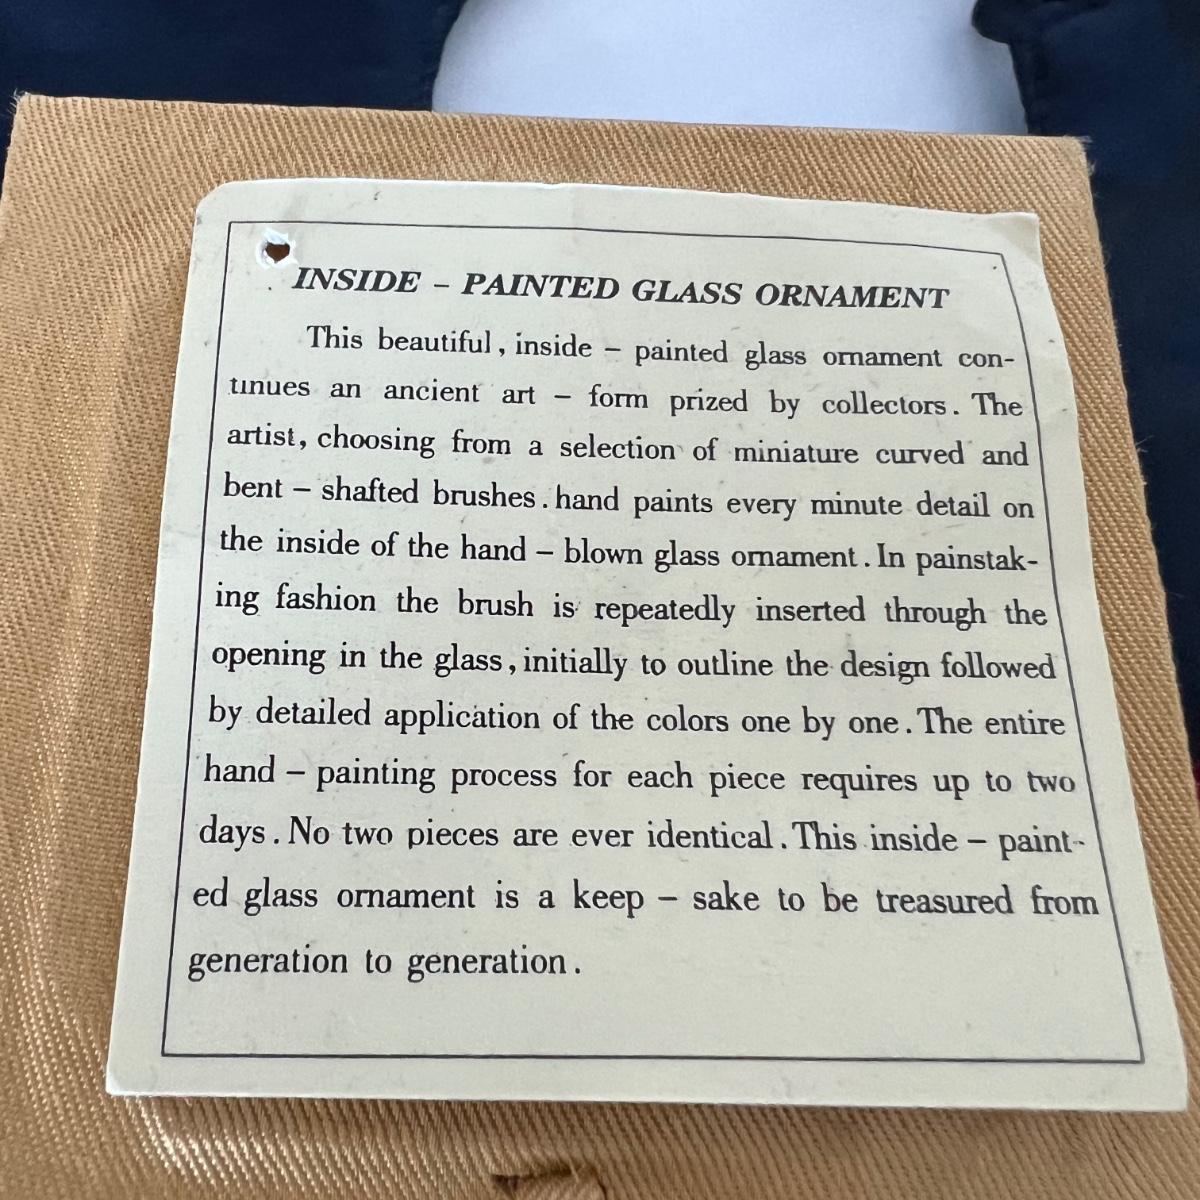 INSIDE – PAINTED GLASS ORNAMENT
This beautiful, inside – painted glass ornament con-
tinues an ancient art – form prized by collectors. The
artist, choosing from a selection of miniature curved and
bent – shafted brushes. hand paints every minute detail on
the inside of the hand – blown glass ornament. In painstak-
ing fashion the brush is repeatedly inserted through the
opening in the glass, initially to outline the design followed
by detailed application of the colors one by one. The entire
hand – painting process for each piece requires up to two
days. No two pieces are ever identical. This inside – paint-
ed glass ornament is a keep – sake to be treasured from
generation to generation.